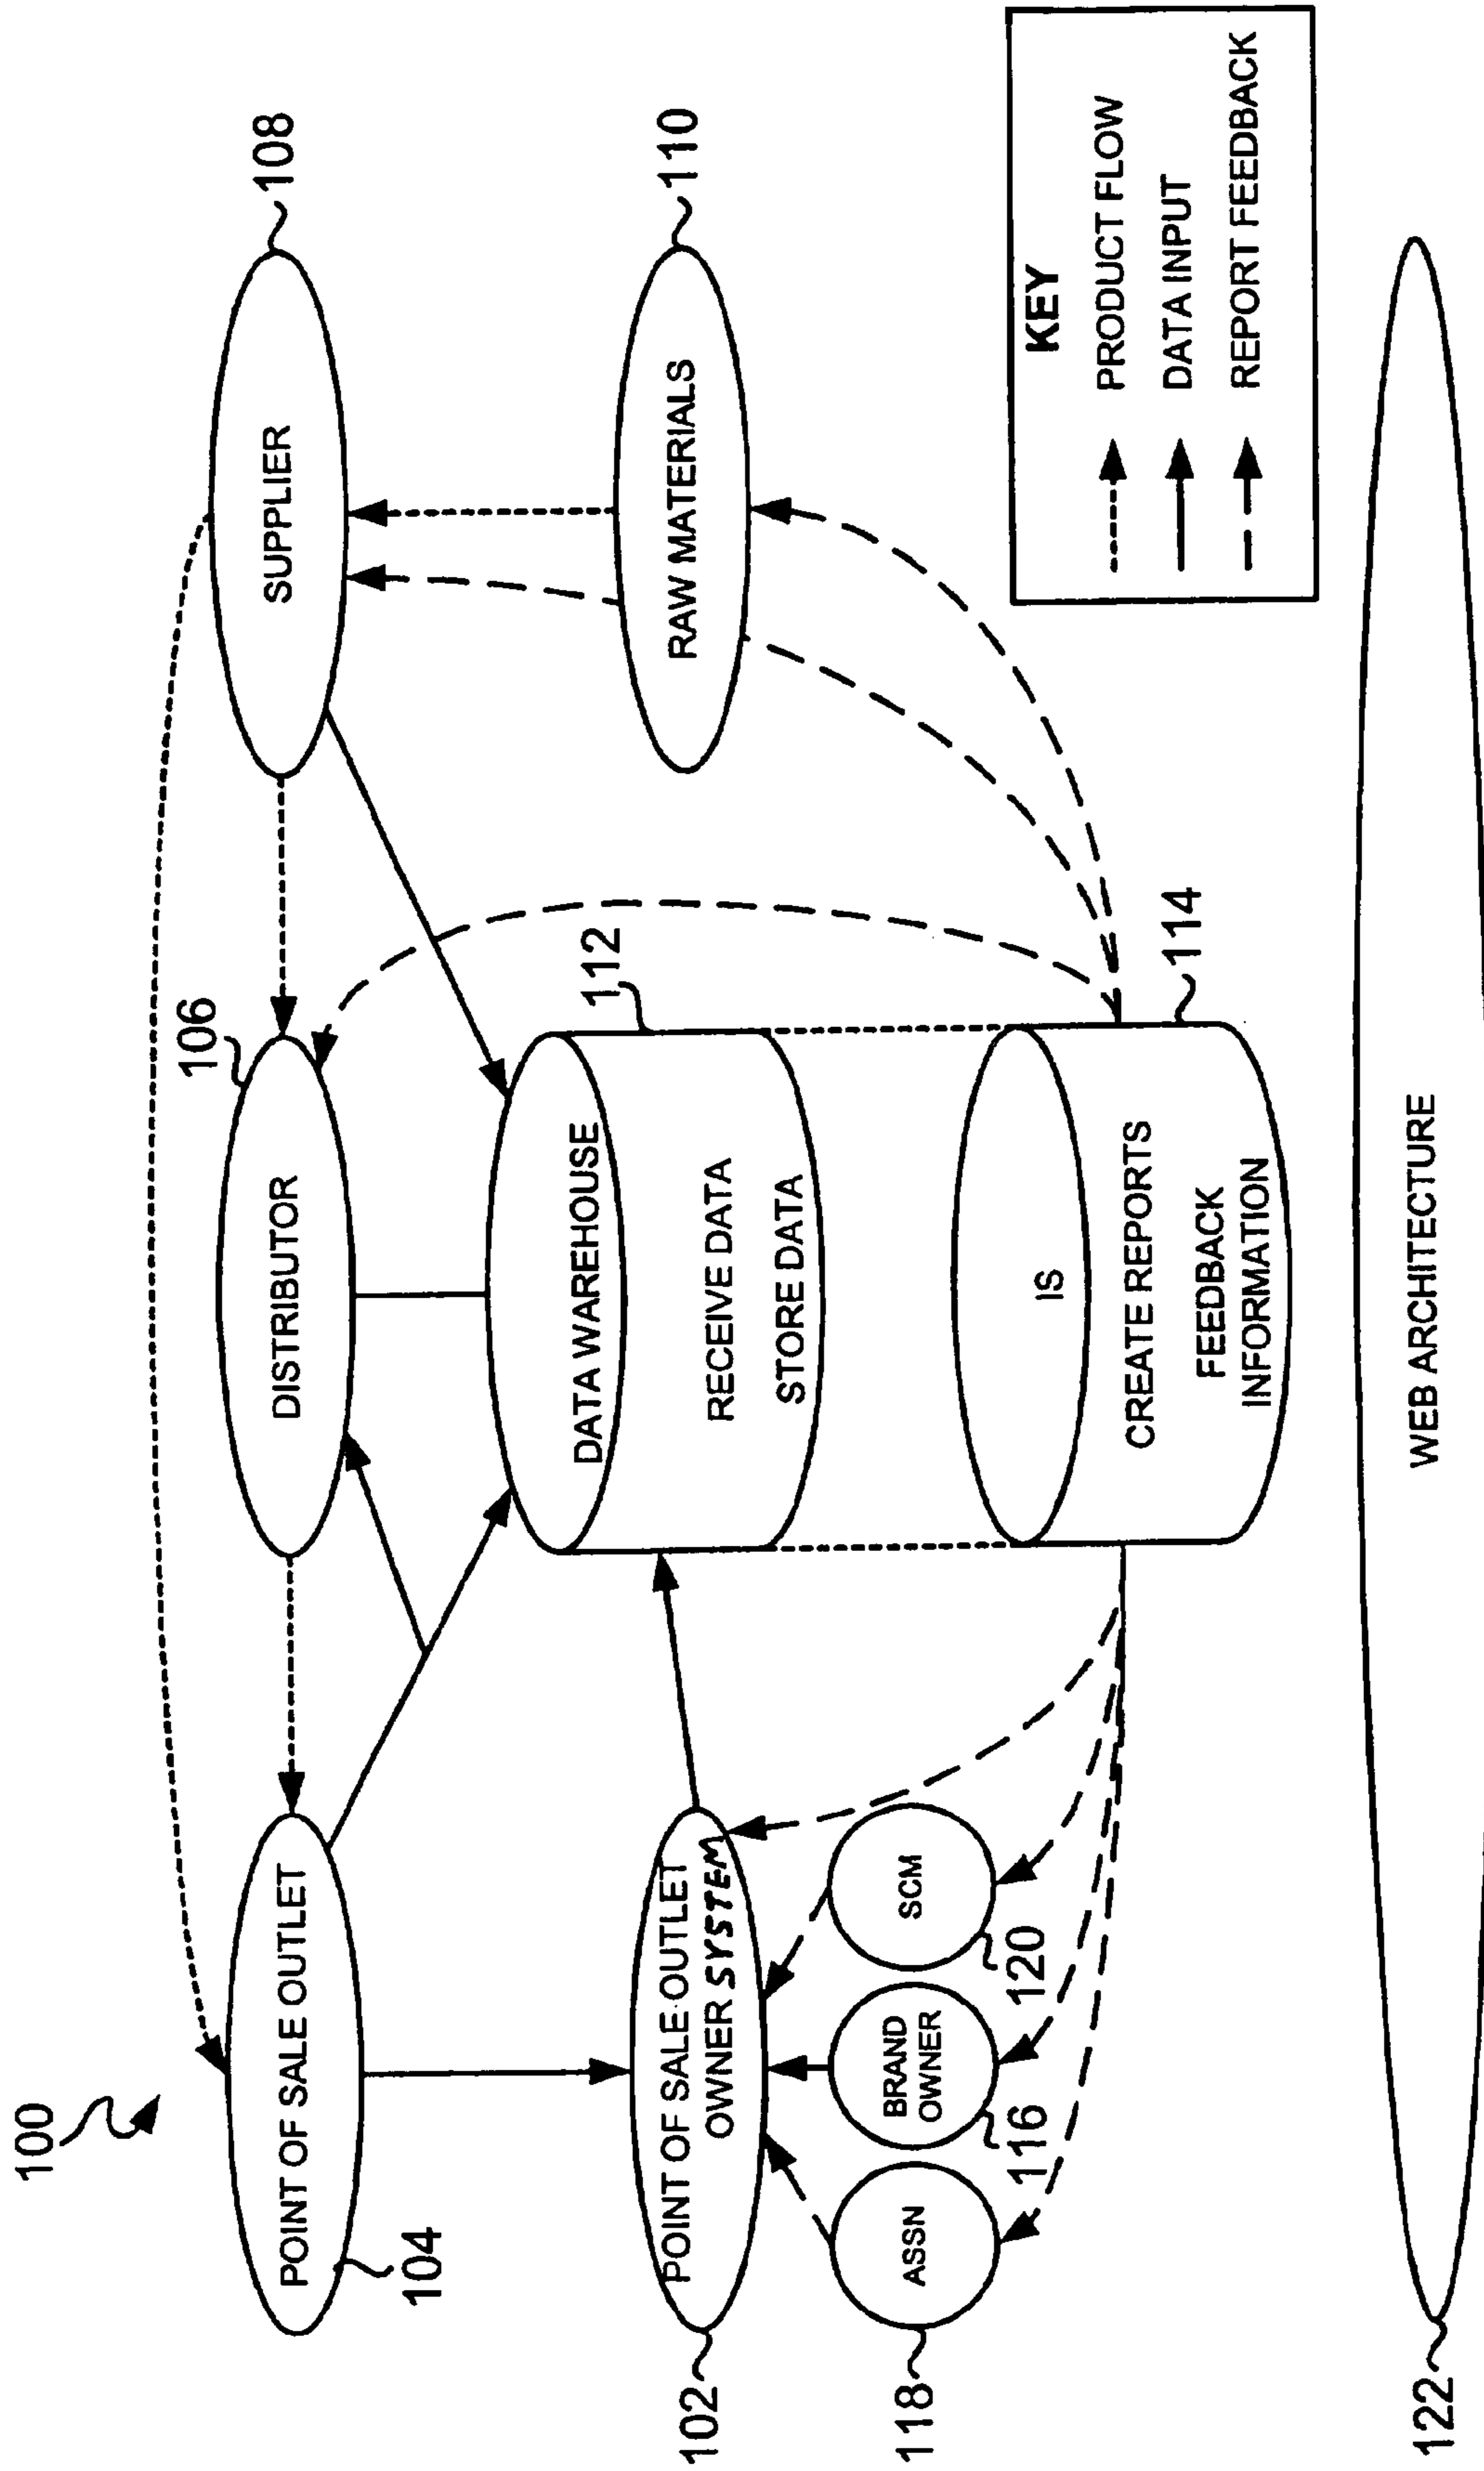 100
POINT OF SALE OUTLET
104
106
DISTRIBUTOR
SUPPLIER
108
102
POINT OF SALE OUTLET
OWNER SYSTEM
DATA WAREHOUSE
112
RECEIVE DATA
STORE DATA
RAW MATERIALS
110
118
ASSN
BRAND
OWNER
116
SCM
120
IS
CREATE REPORTS
FEEDBACK
INFORMATION
114
KEY
PRODUCT FLOW
DATA INPUT
REPORT FEEDBACK
122
WEB ARCHITECTURE